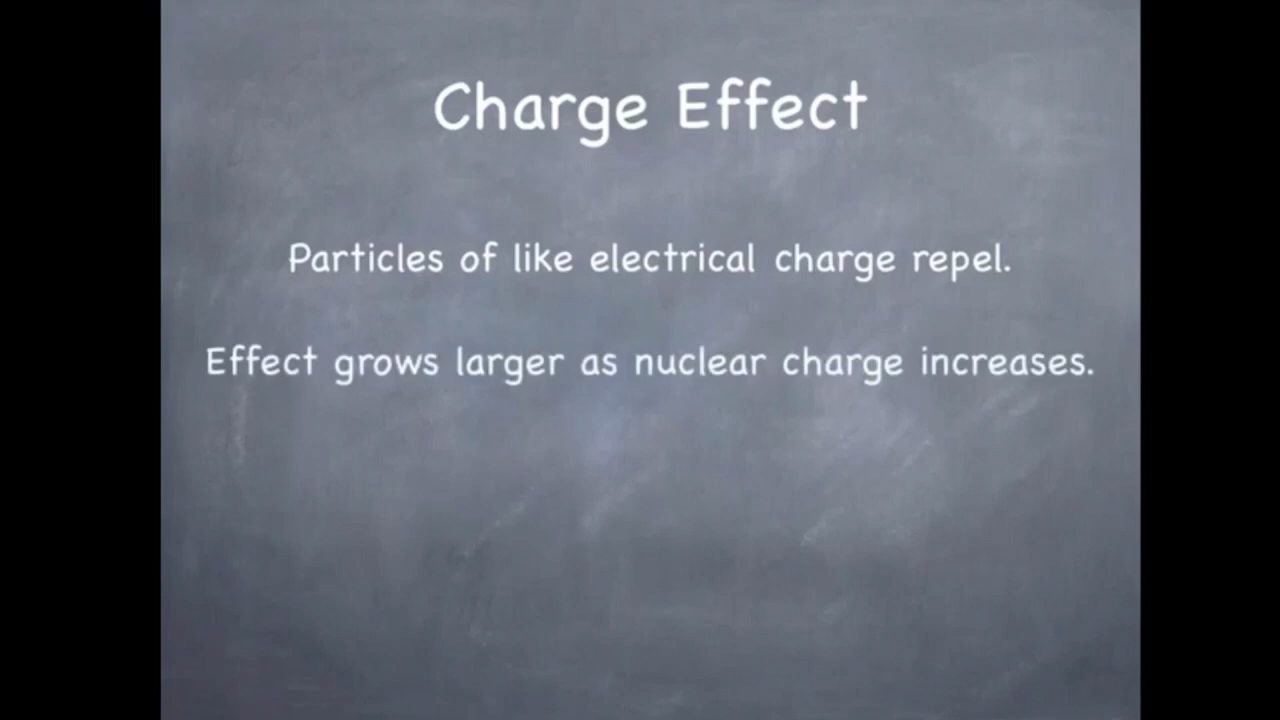 Charge Effect
Particles of like electrical charge repel.
Effect grows larger as nuclear charge increases.